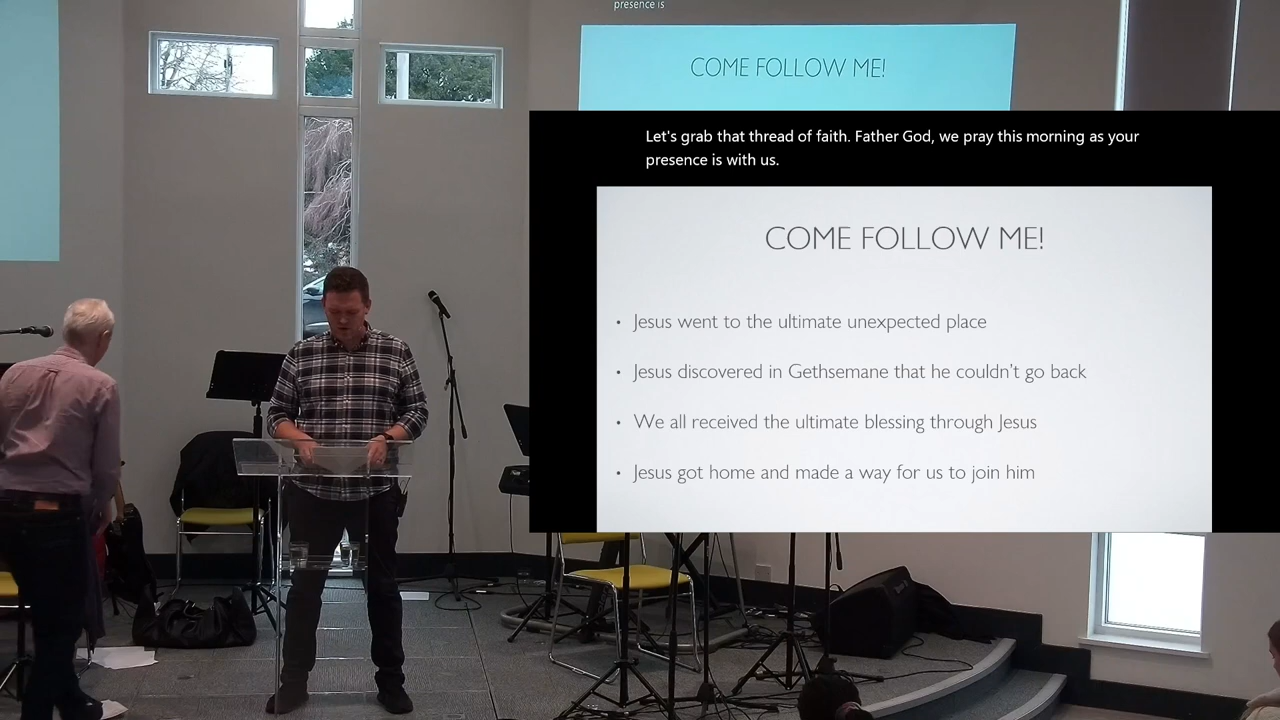 presence is
COME FOLLOW ME!
Let's grab that thread of faith. Father God, we pray this morning as your
presence is with us.
COME FOLLOW ME!
• Jesus went to the ultimate unexpected place
• Jesus discovered in Gethsemane that he couldn't go back
• We all received the ultimate blessing through Jesus
• Jesus got home and made a way for us to join him